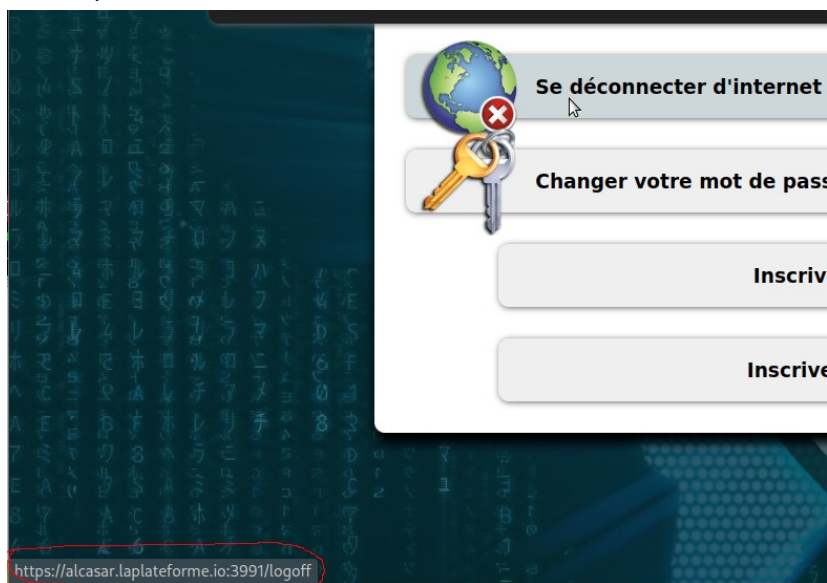 Se déconnecter d'internet
Changer votre mot de pass
Inscriv
Inscrive
https://alcasar.laplateforme.io:3991/logoff